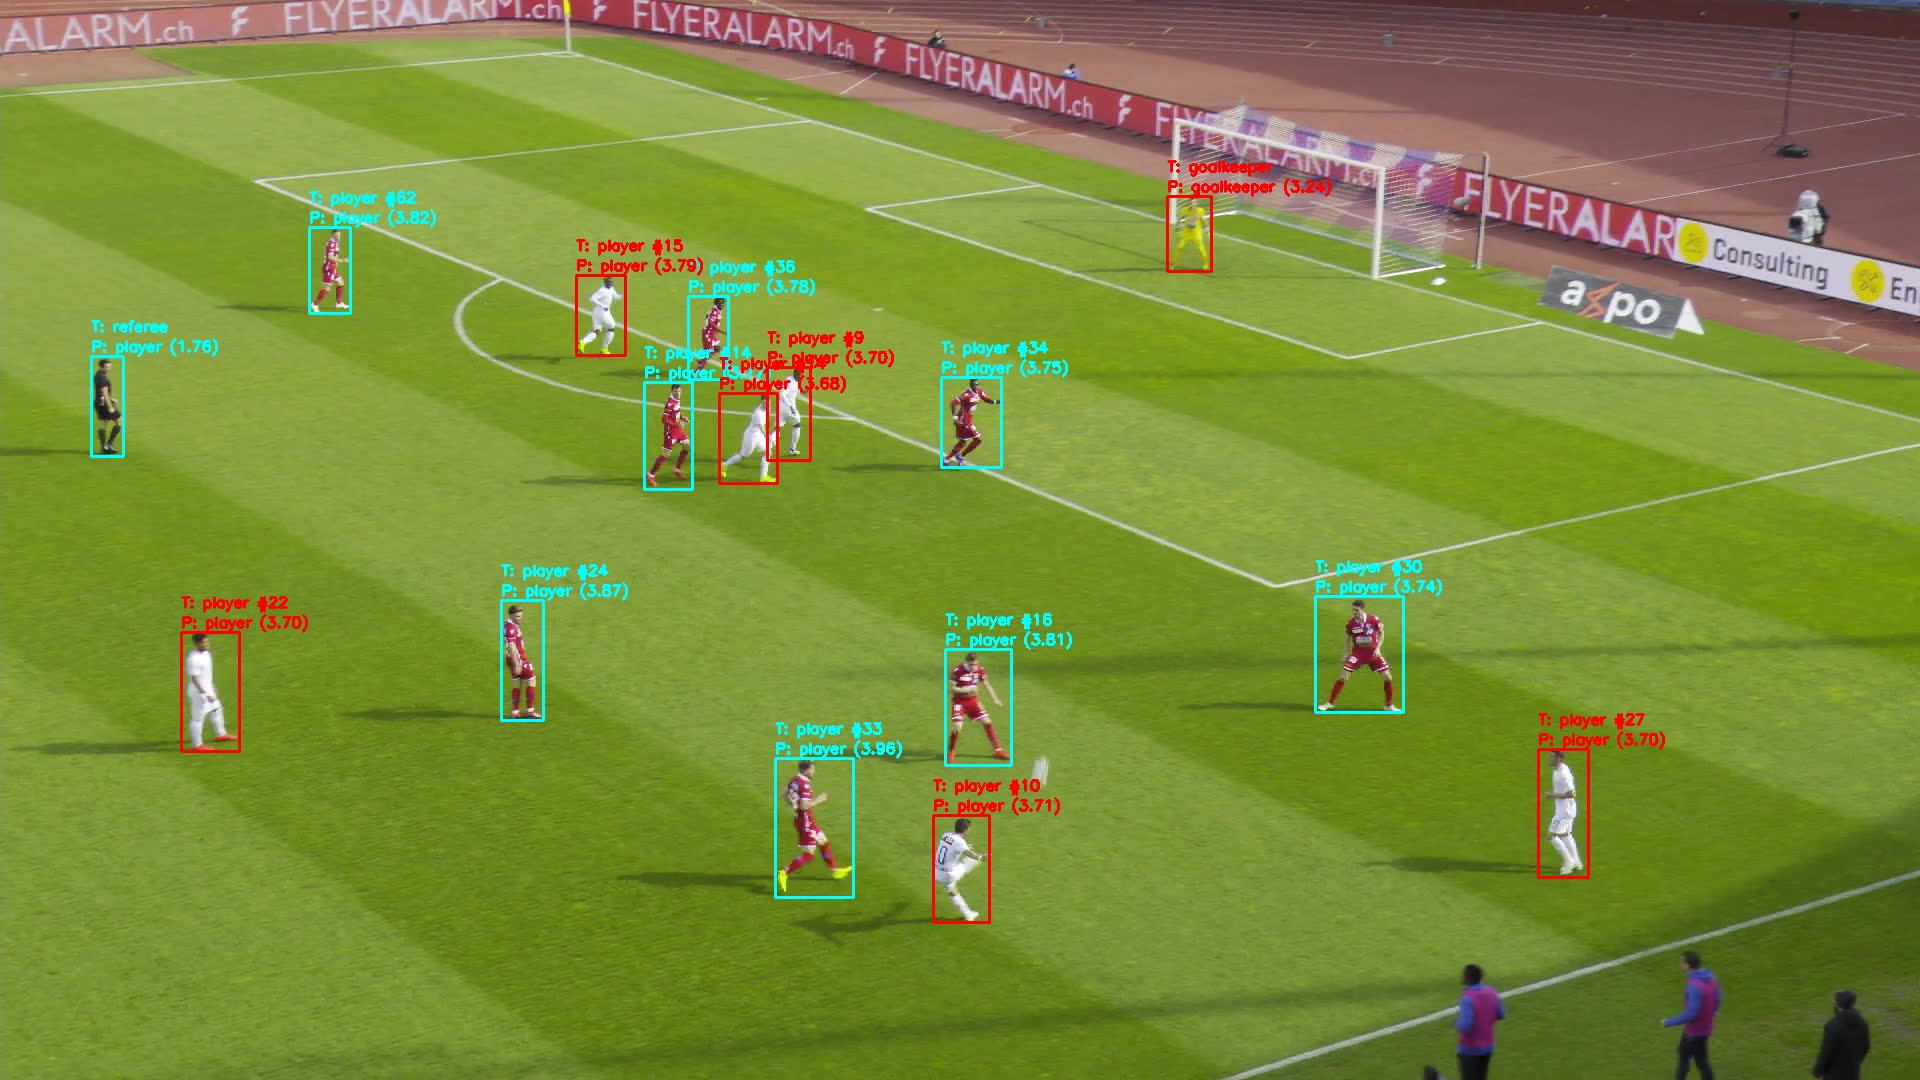 ALARM.ch
FLYERALARM.ch
FLYERALARM.ch
FLYERALARM.ch
FLYERALARM.ch
FLYERALAR
Consulting
En
axpo
T: goalkeeper
P: goalkeeper (3.24)
T: player #62
P: player (3.82)
T: player #15
P: player (3.79)
player #36
P: player (3.78)
T: referee
P: player (1.76)
T: player #9
P: player (3.70)
T: player #14
P: player
T: player
P: player (3.68)
T: player #34
P: player (3.75)
T: player #30
P: player (3.74)
T: player #24
P: player (3.87)
T: player #22
P: player (3.70)
T: player #16
P: player (3.81)
T: player #27
P: player (3.70)
T: player #33
P: player (3.96)
T: player #10
P: player (3.71)